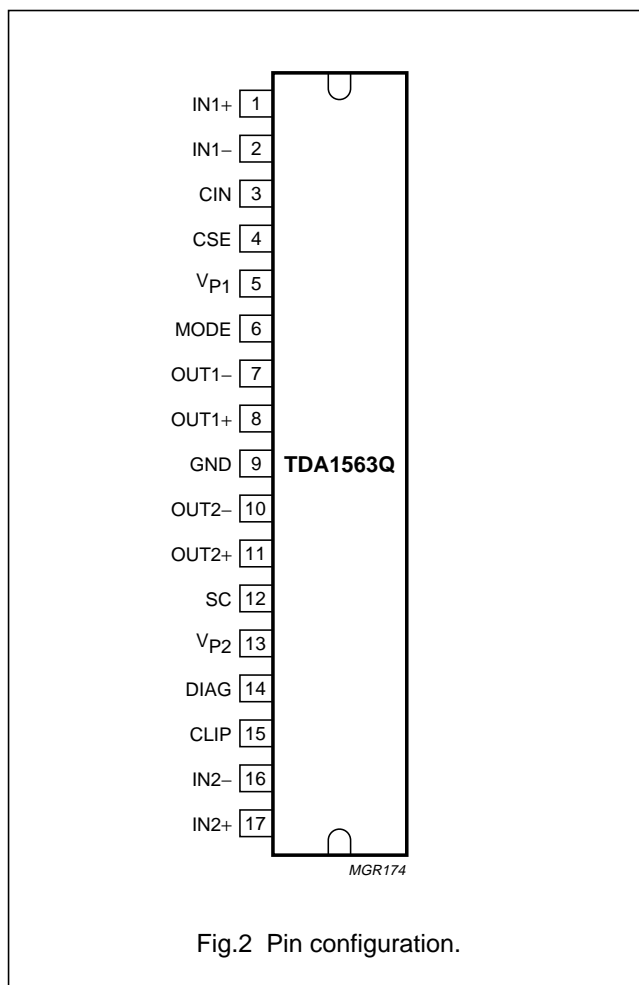 IN1+ 1
IN1− 2
CIN 3
CSE 4
VP1 5
MODE 6
OUT1− 7
OUT1+ 8
GND 9
TDA1563Q
OUT2− 10
OUT2+ 11
SC 12
VP2 13
DIAG 14
CLIP 15
IN2− 16
IN2+ 17
MGR174
Fig.2 Pin configuration.